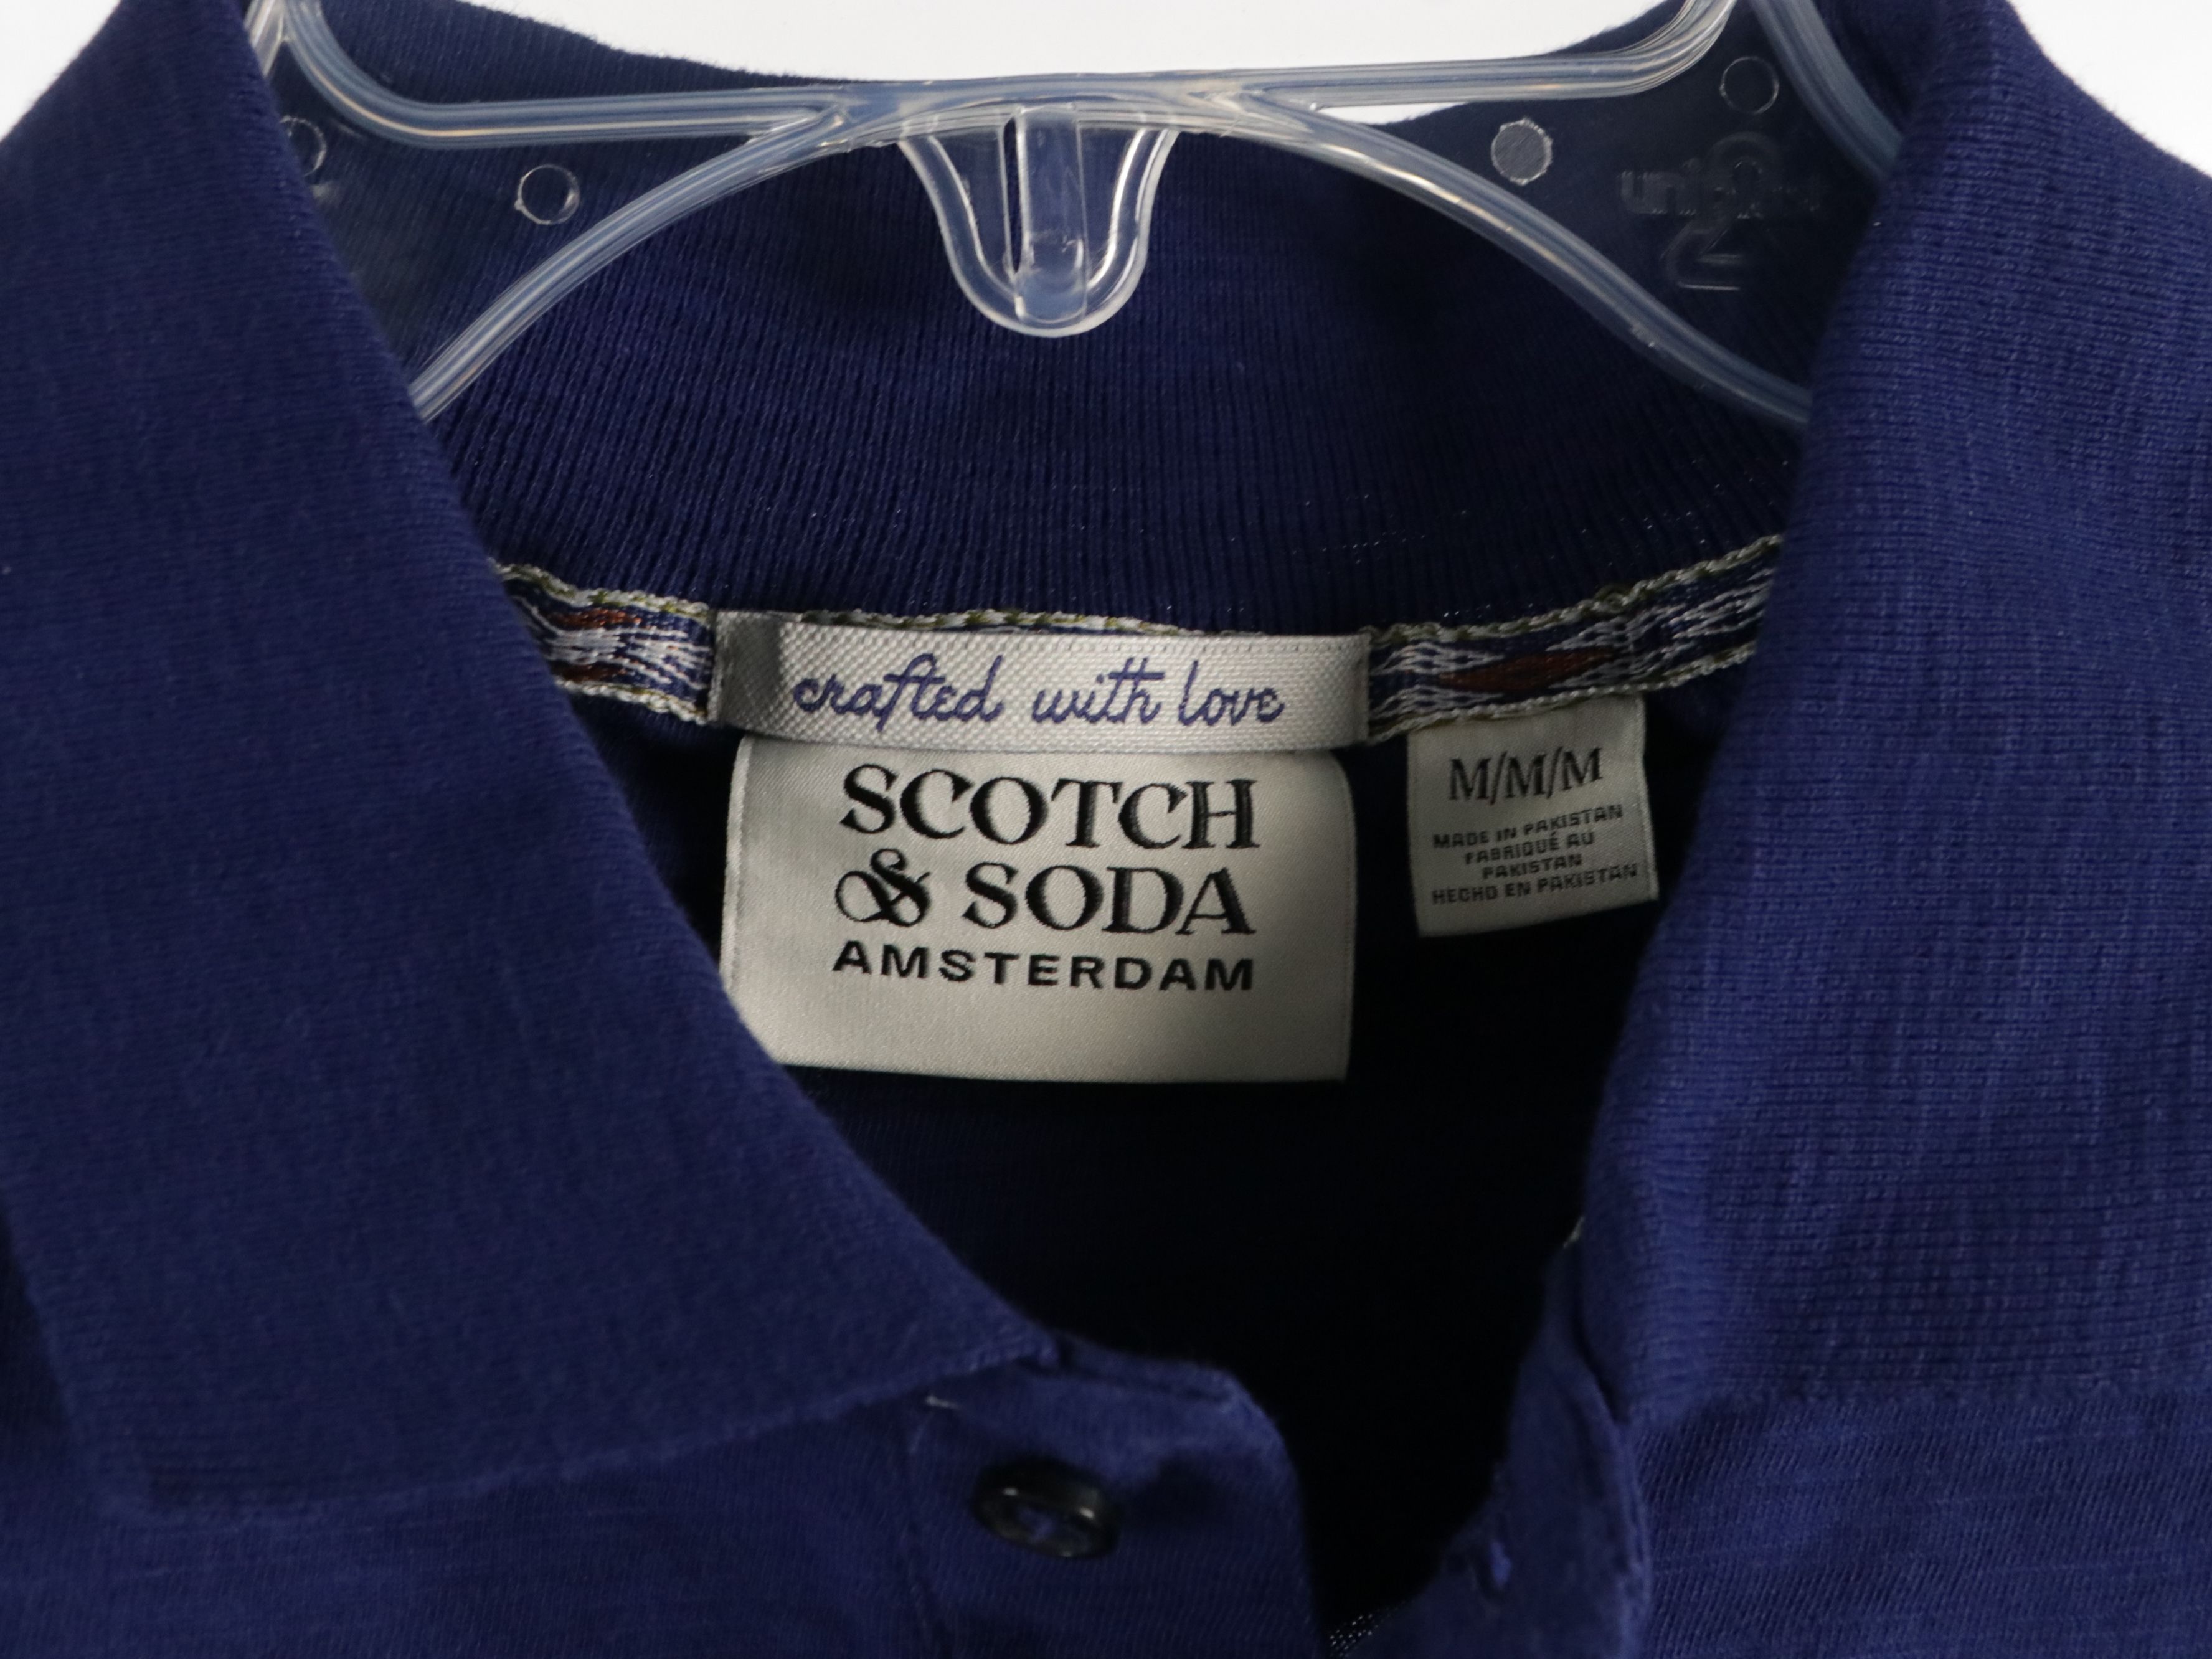 crafted with love
SCOTCH
& SODA
AMSTERDAM
M/M/M
MADE IN PAKISTAN
FABRIQUÉ AU
PAKISTAN
HECHO EN PAKISTAN